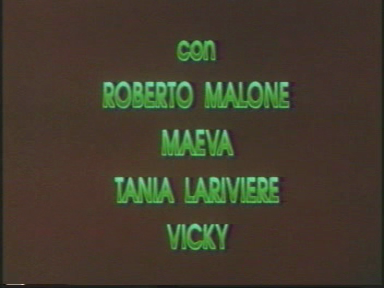 con
ROBERTO MALONE
MAEVA
TANIA LARIVIERE
VICKY